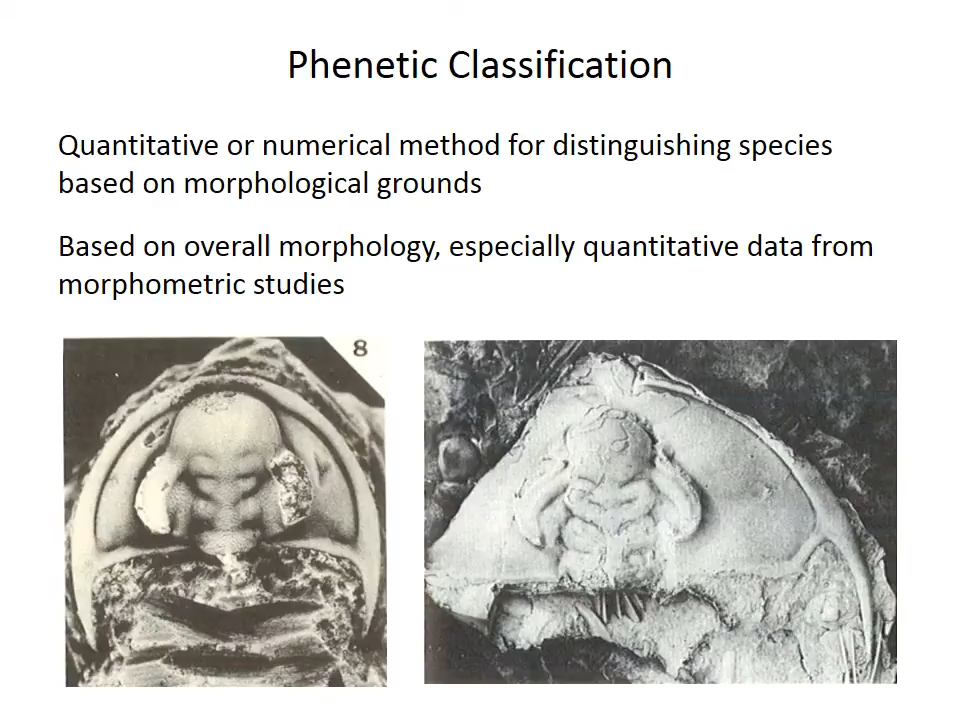 Phenetic Classification
Quantitative or numerical method for distinguishing species
based on morphological grounds
Based on overall morphology, especially quantitative data from
morphometric studies
8